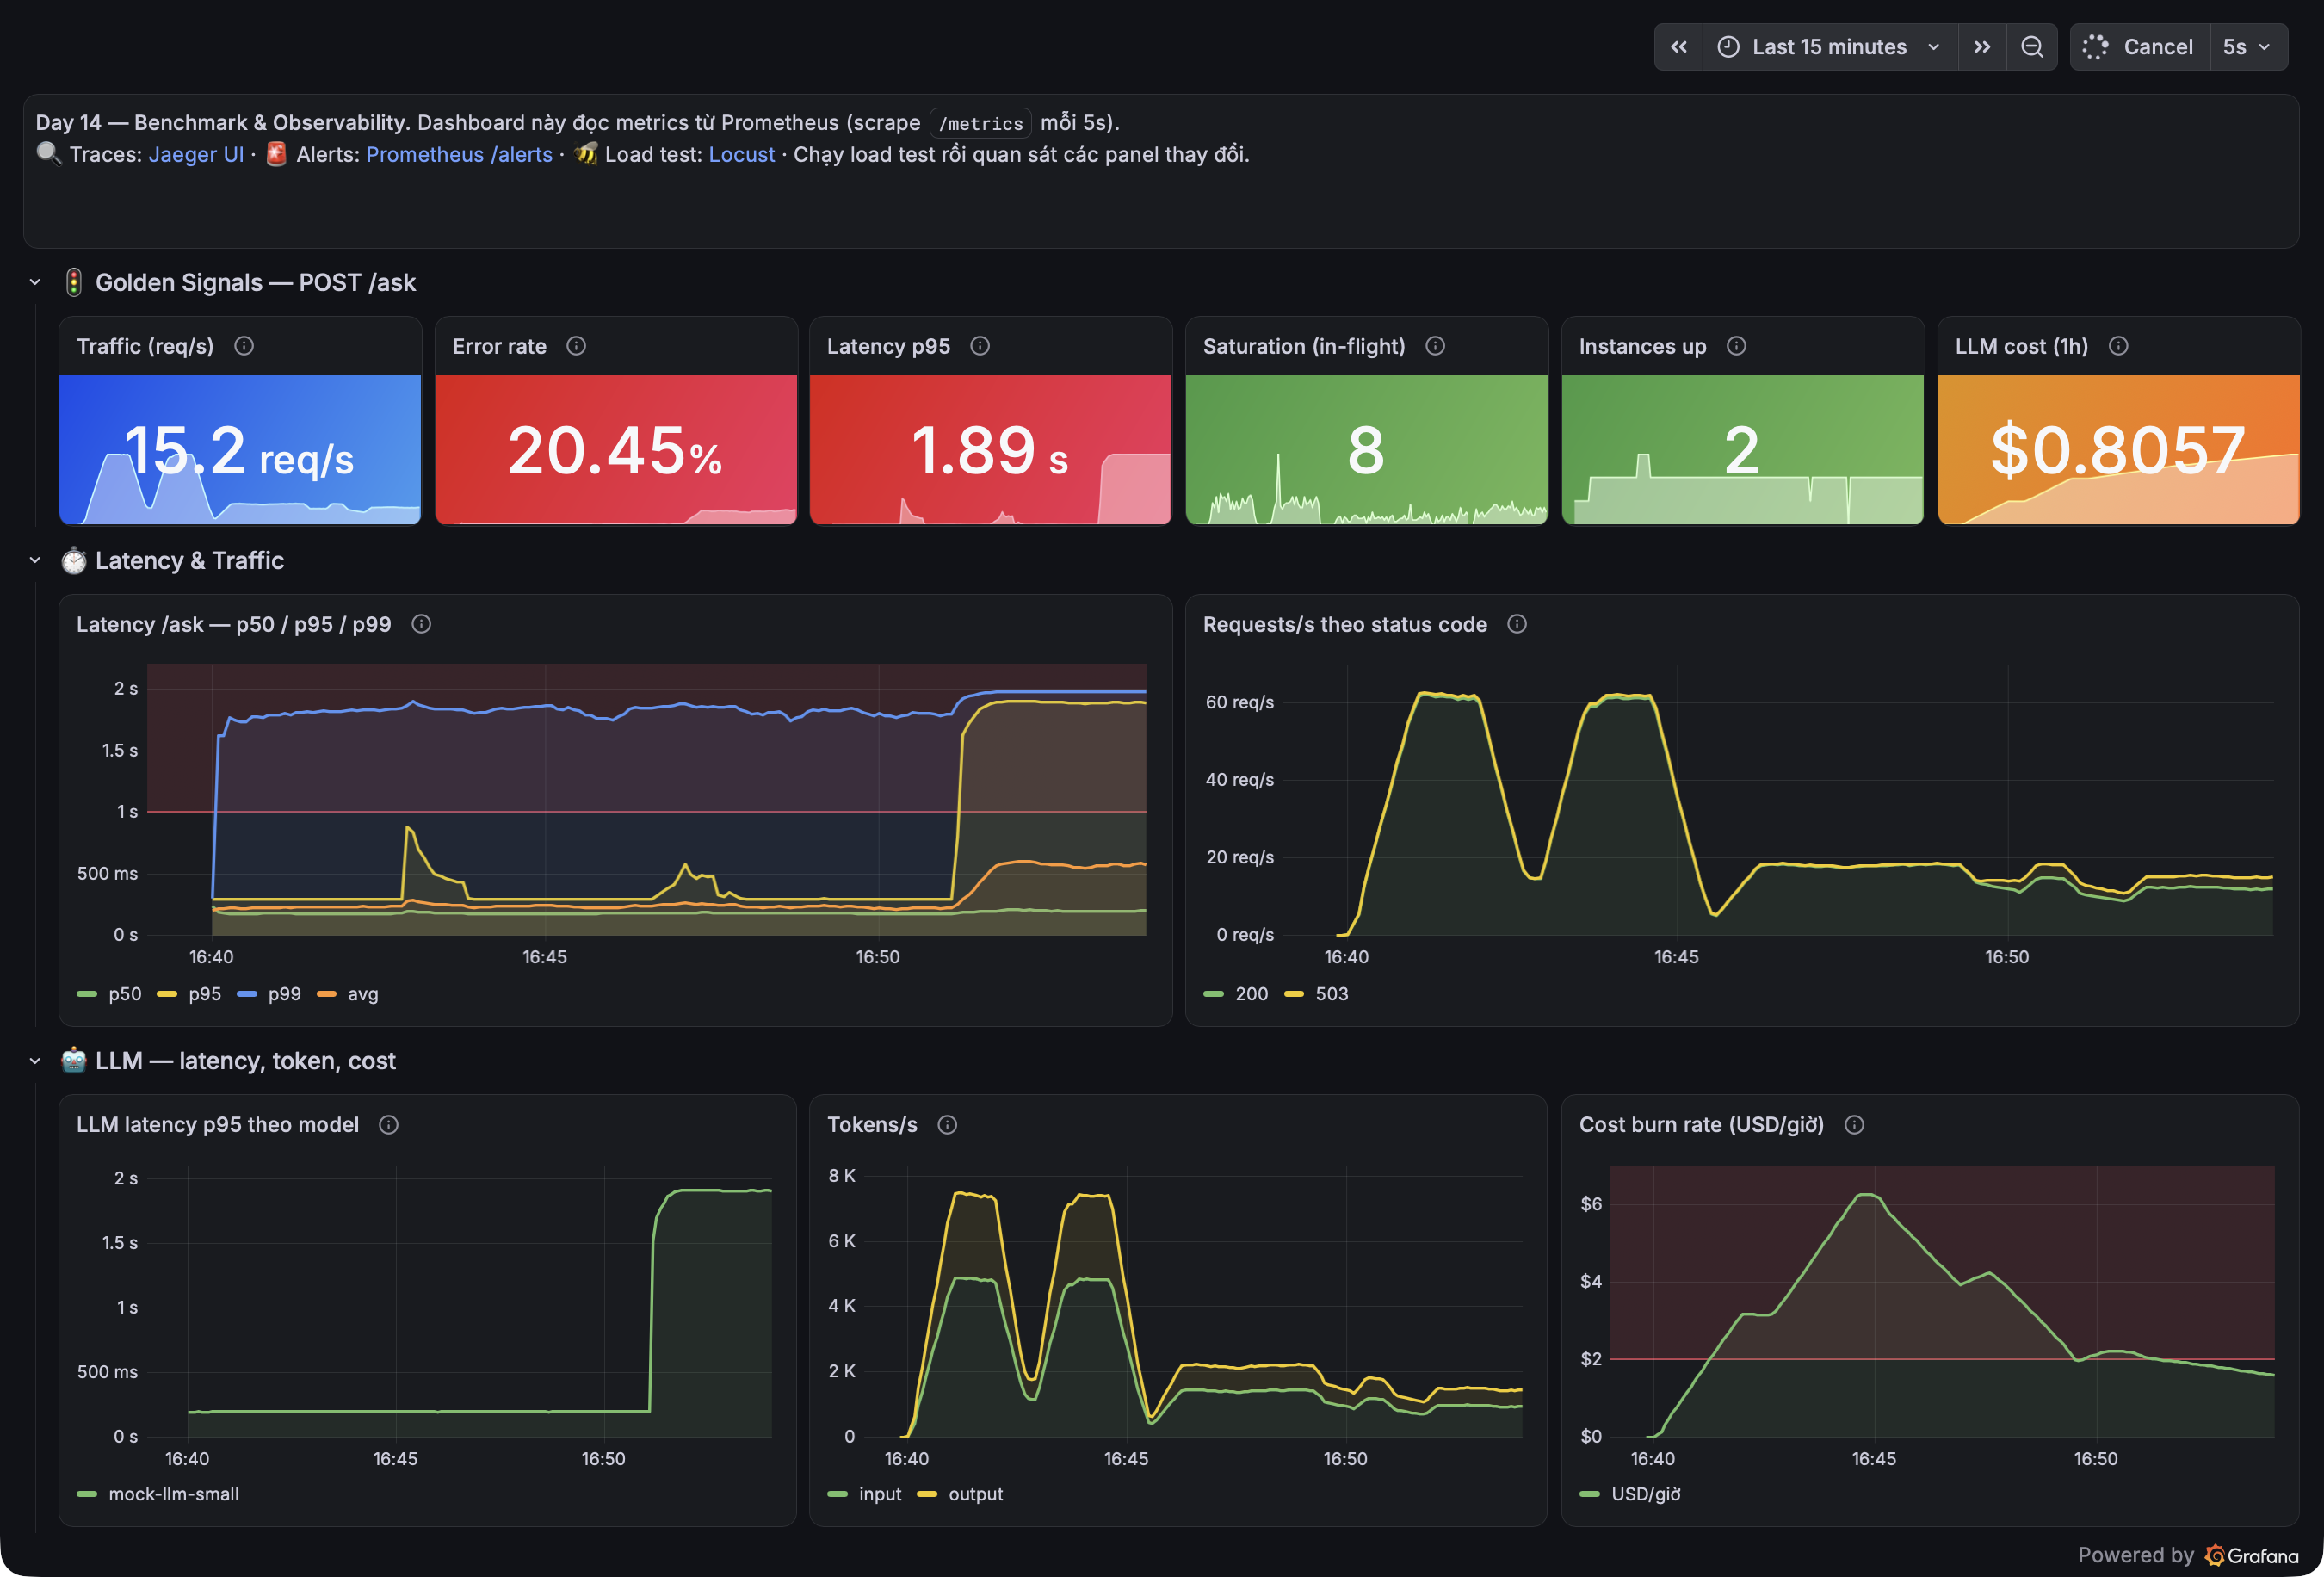 Last 15 minutes
Cancel
5s
Day 14 — Benchmark & Observability. Dashboard này đọc metrics từ Prometheus (scrape /metrics mỗi 5s).
Traces: Jaeger UI · Alerts: Prometheus /alerts · Load test: Locust · Chạy load test rồi quan sát các panel thay đổi.
Golden Signals — POST /ask
Traffic (req/s)
15.2 req/s
Error rate
20.45%
Latency p95
1.89 s
Saturation (in-flight)
8
Instances up
2
LLM cost (1h)
$0.8057
Latency & Traffic
Latency /ask — p50 / p95 / p99
2 s
1.5 s
1 s
500 ms
0 s
16:40 16:45 16:50
p50 p95 p99 avg
Requests/s theo status code
60 req/s
40 req/s
20 req/s
0 req/s
16:40 16:45 16:50
200 503
LLM — latency, token, cost
LLM latency p95 theo model
2 s
1.5 s
1 s
500 ms
0 s
16:40 16:45 16:50
mock-llm-small
Tokens/s
8 K
6 K
4 K
2 K
0
16:40 16:45 16:50
input output
Cost burn rate (USD/giờ)
$6
$4
$2
$0
16:40 16:45 16:50
USD/giờ
Powered by Grafana